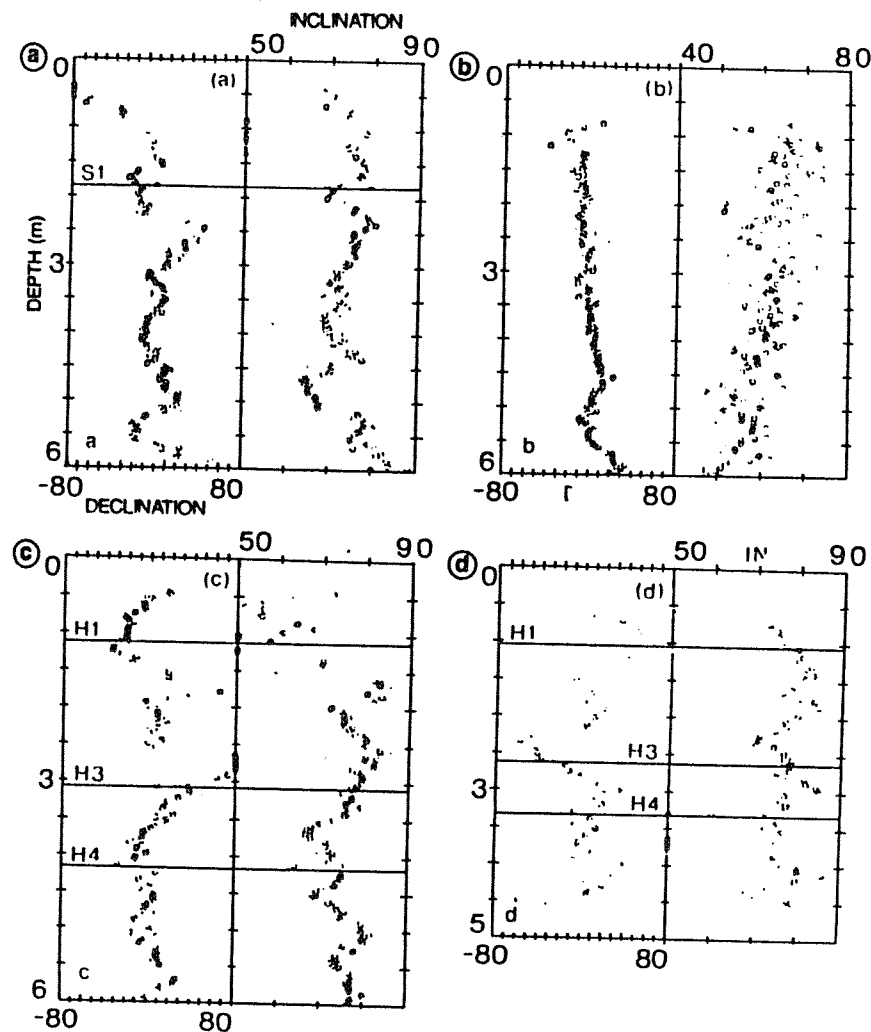 INCLINATION
a 0 50 90
(a)
S1
DEPTH (m)
3
a
6
-80 80
DECLINATION
b 0 40 80
(b)
3
b
6
-80 80
c 0 50 90
(c)
H1
3 H3
H4
c
6
-80 80
d 0 50 IN 90
(d)
H1
H3
3
H4
d
5
-80 80